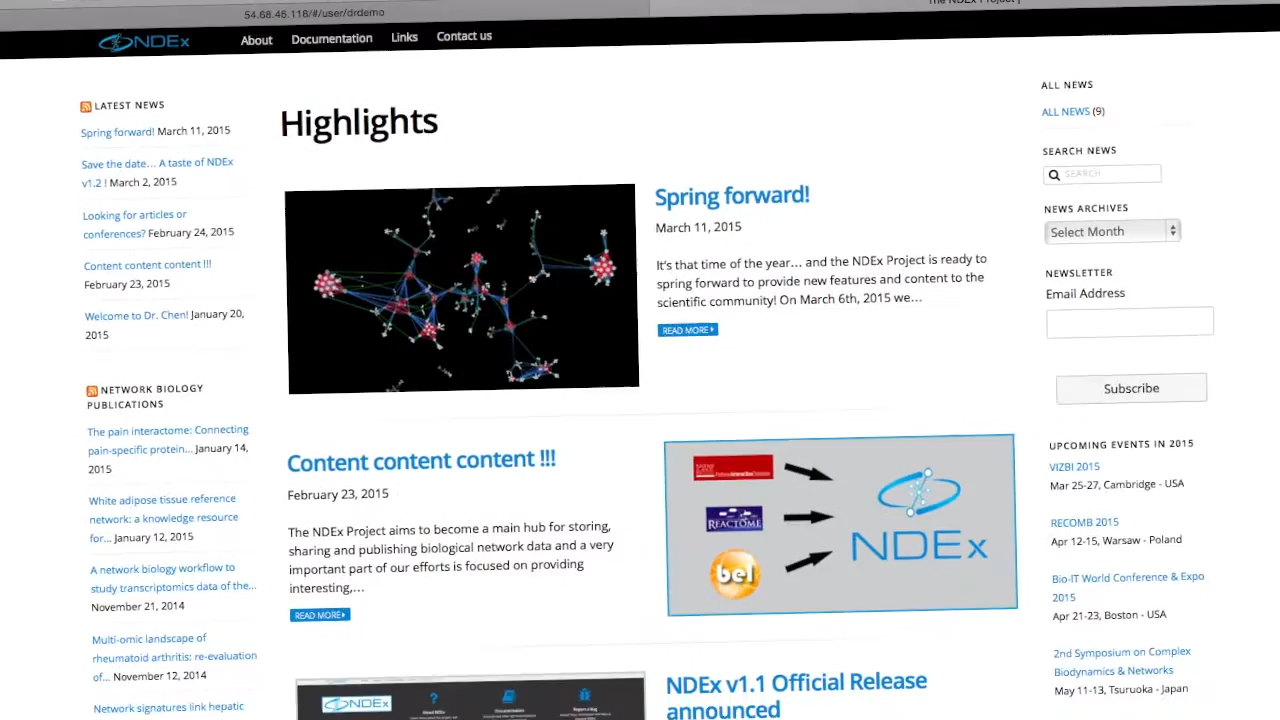 54.68.45.118/#/user/drdemo
The NDEx Project |
NDEx
About
Documentation
Links
Contact us
LATEST NEWS
Spring forward! March 11, 2015
Save the date… A taste of NDEx
v1.2 ! March 2, 2015
Looking for articles or
conferences? February 24, 2015
Content content content !!!
February 23, 2015
Welcome to Dr. Chen! January 20,
2015
NETWORK BIOLOGY
PUBLICATIONS
The pain interactome: Connecting
pain-specific protein… January 14,
2015
White adipose tissue reference
network: a knowledge resource
for… January 12, 2015
A network biology workflow to
study transcriptomics data of the…
November 21, 2014
Multi-omic landscape of
rheumatoid arthritis: re-evaluation
of… November 12, 2014
Network signatures link hepatic
Highlights
Spring forward!
March 11, 2015
It's that time of the year… and the NDEx Project is ready to
spring forward to provide new features and content to the
scientific community! On March 6th, 2015 we…
READ MORE
Content content content !!!
February 23, 2015
The NDEx Project aims to become a main hub for storing,
sharing and publishing biological network data and a very
important part of our efforts is focused on providing
interesting,…
READ MORE
REACTOME
bel
NDEx
NDEx
NDEx v1.1 Official Release
announced
ALL NEWS
ALL NEWS (9)
SEARCH NEWS
SEARCH
NEWS ARCHIVES
Select Month
NEWSLETTER
Email Address
Subscribe
UPCOMING EVENTS IN 2015
VIZBI 2015
Mar 25-27, Cambridge - USA
RECOMB 2015
Apr 12-15, Warsaw - Poland
Bio-IT World Conference & Expo
2015
Apr 21-23, Boston - USA
2nd Symposium on Complex
Biodynamics & Networks
May 11-13, Tsuruoka - Japan